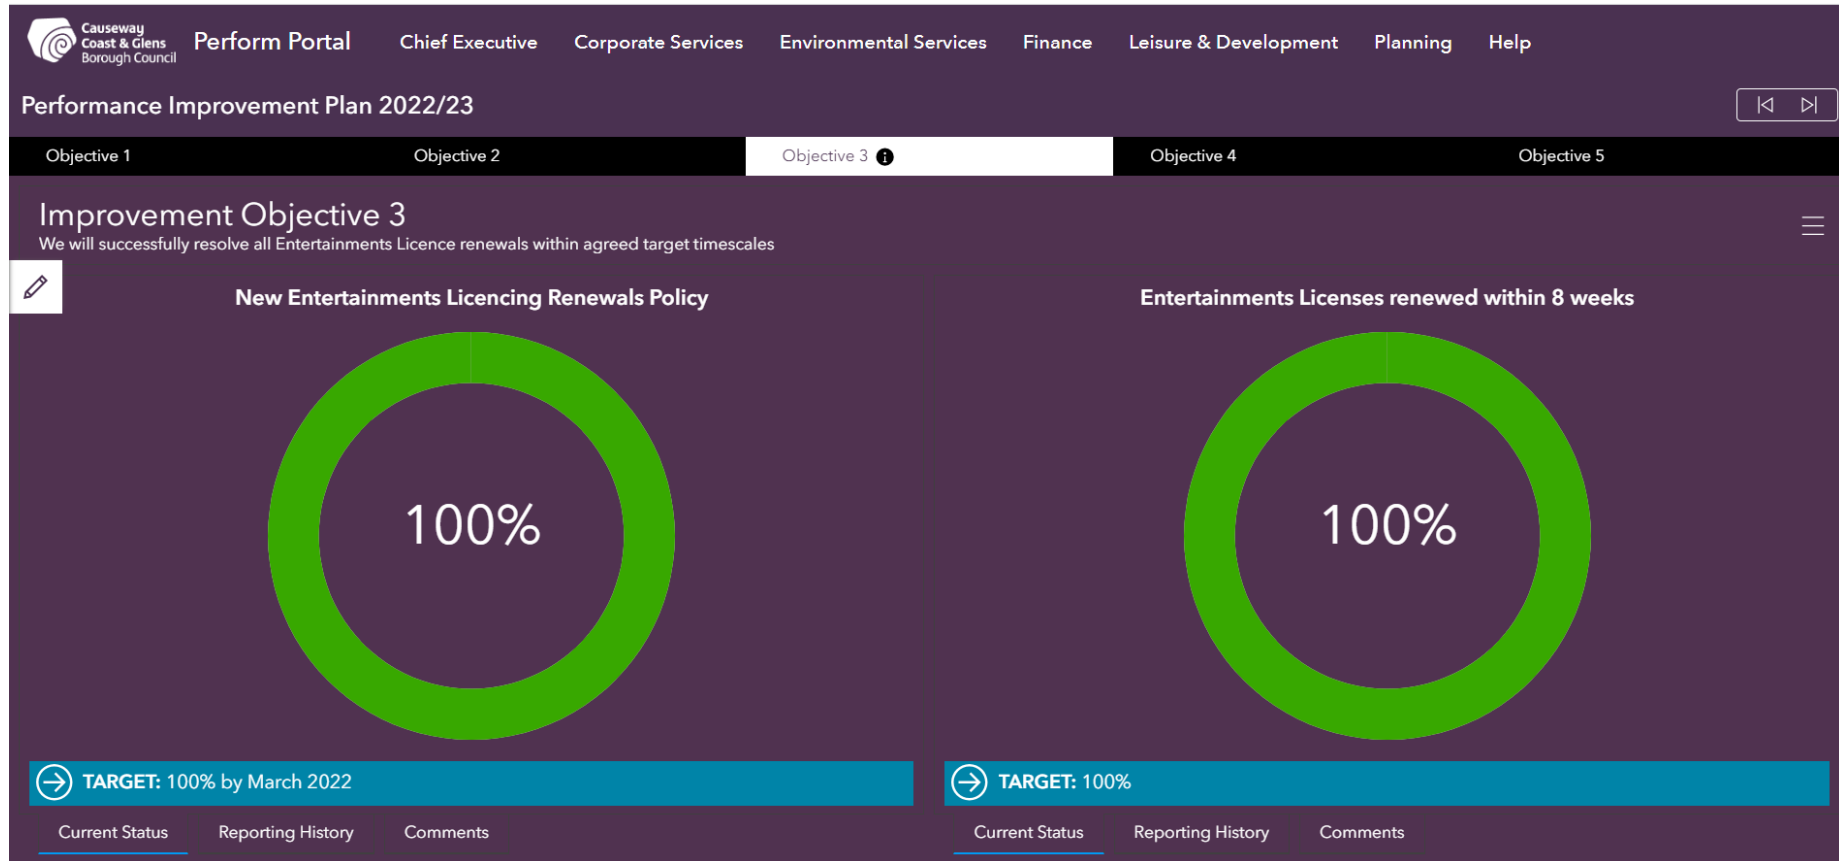 Causeway
Coast & Glens
Borough Council
Perform Portal
Chief Executive
Corporate Services
Environmental Services
Finance
Leisure & Development
Planning
Help
Performance Improvement Plan 2022/23
Objective 1
Objective 2
Objective 3
Objective 4
Objective 5
Improvement Objective 3
We will successfully resolve all Entertainments Licence renewals within agreed target timescales
New Entertainments Licencing Renewals Policy
100%
TARGET: 100% by March 2022
Current Status
Reporting History
Comments
Entertainments Licenses renewed within 8 weeks
100%
TARGET: 100%
Current Status
Reporting History
Comments